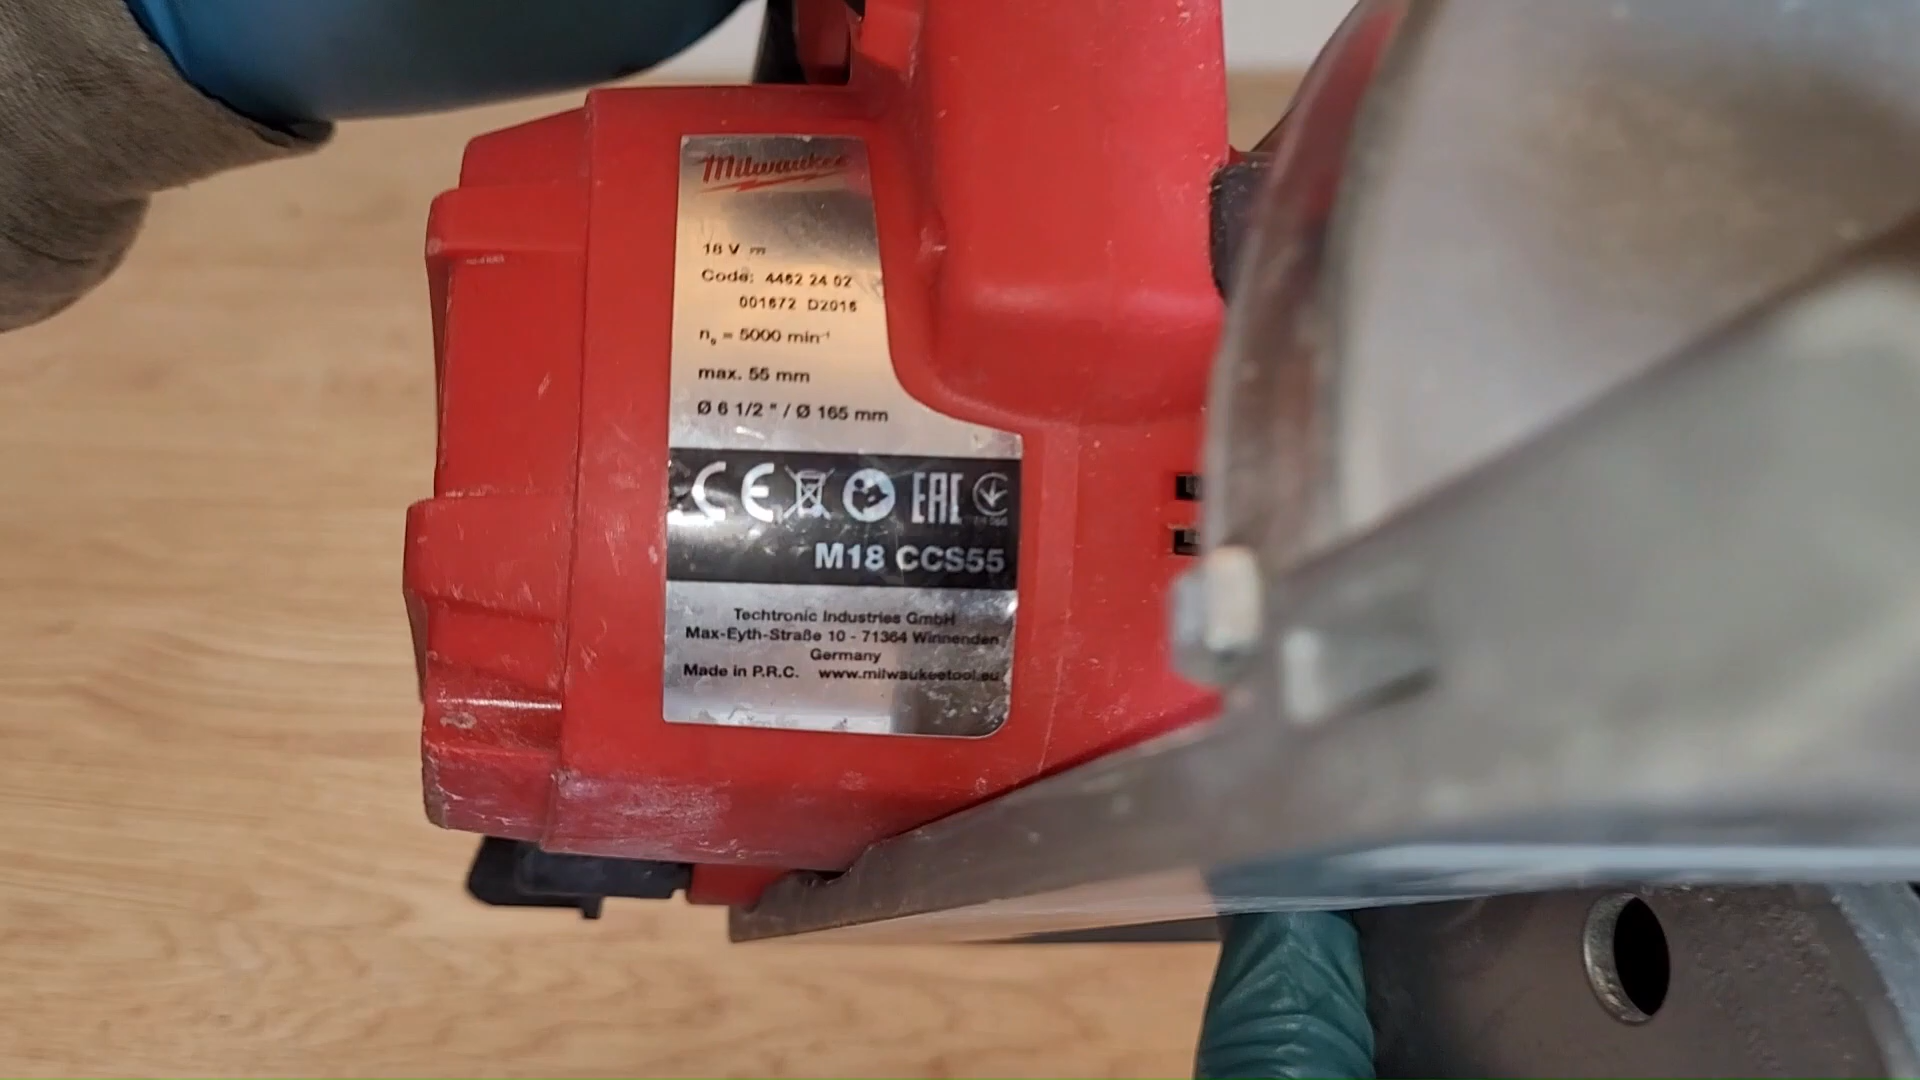 Milwaukee
18 V
Code: 4462 24 02
001672 D2016
n₀ = 5000 min⁻¹
max. 55 mm
Ø 6 1/2 " / Ø 165 mm
CE EAC
M18 CCS55
Techtronic Industries GmbH
Max-Eyth-Straße 10 - 71364 Winnenden
Germany
Made in P.R.C. www.milwaukeetool.eu